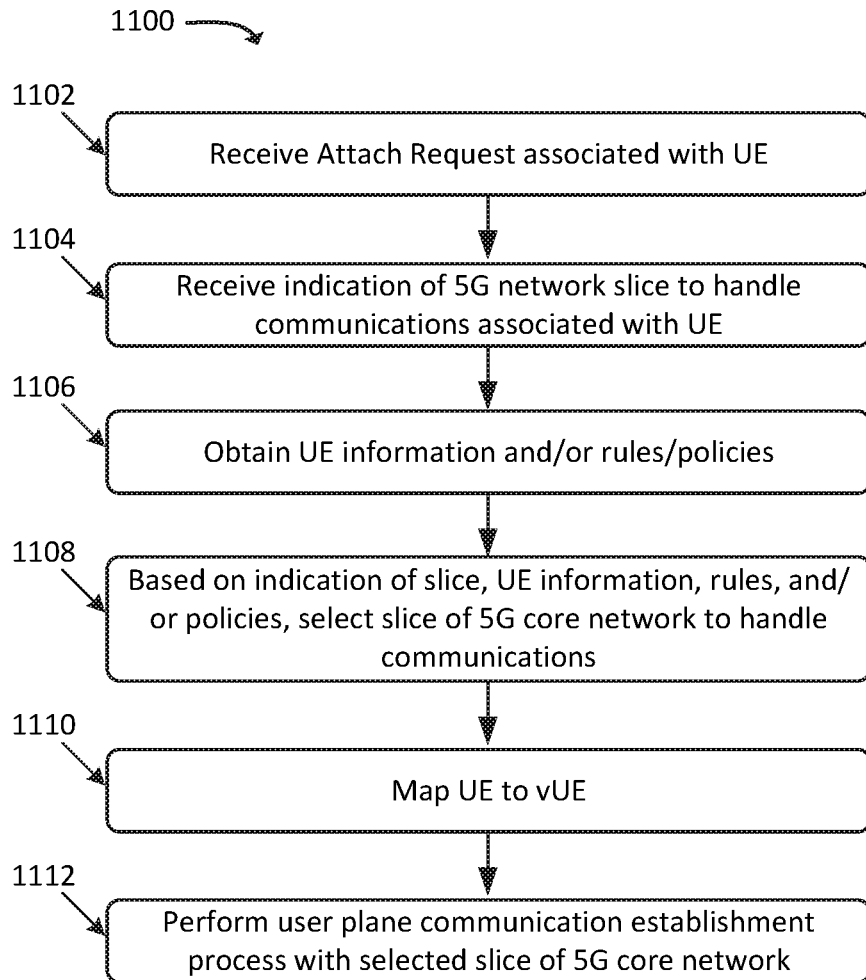 1100
1102
Receive Attach Request associated with UE
1104
Receive indication of 5G network slice to handle
communications associated with UE
1106
Obtain UE information and/or rules/policies
1108
Based on indication of slice, UE information, rules, and/
or policies, select slice of 5G core network to handle
communications
1110
Map UE to vUE
1112
Perform user plane communication establishment
process with selected slice of 5G core network